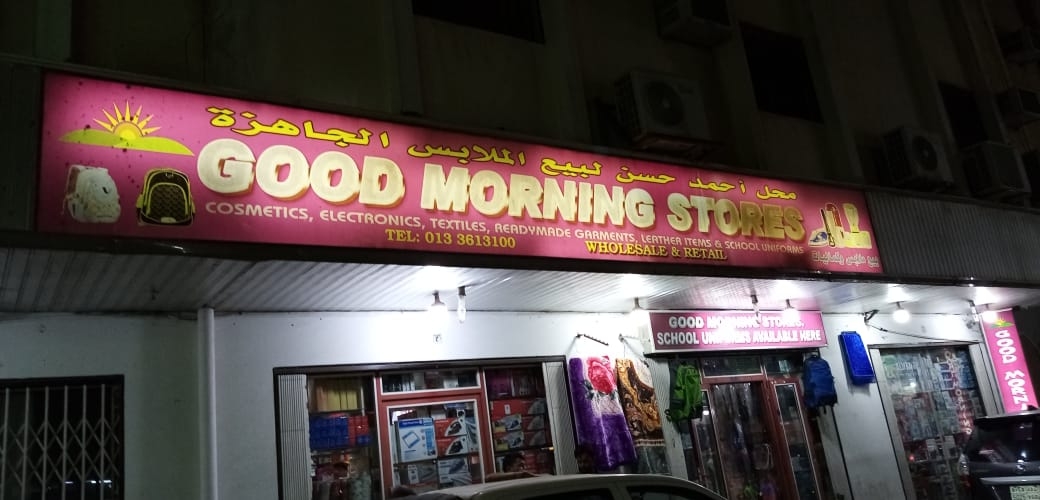 محل أحمد حسن لبيع الملابس الجاهزة
GOOD MORNING STORES
COSMETICS, ELECTRONICS, TEXTILES, READYMADE GARMENTS, LEATHER ITEMS & SCHOOL UNIFORMS
TEL: 013 3613100
WHOLESALE & RETAIL
GOOD MORNING STORES,
SCHOOL UNIFORMES AVAILABLE HERE
GOOD MORN